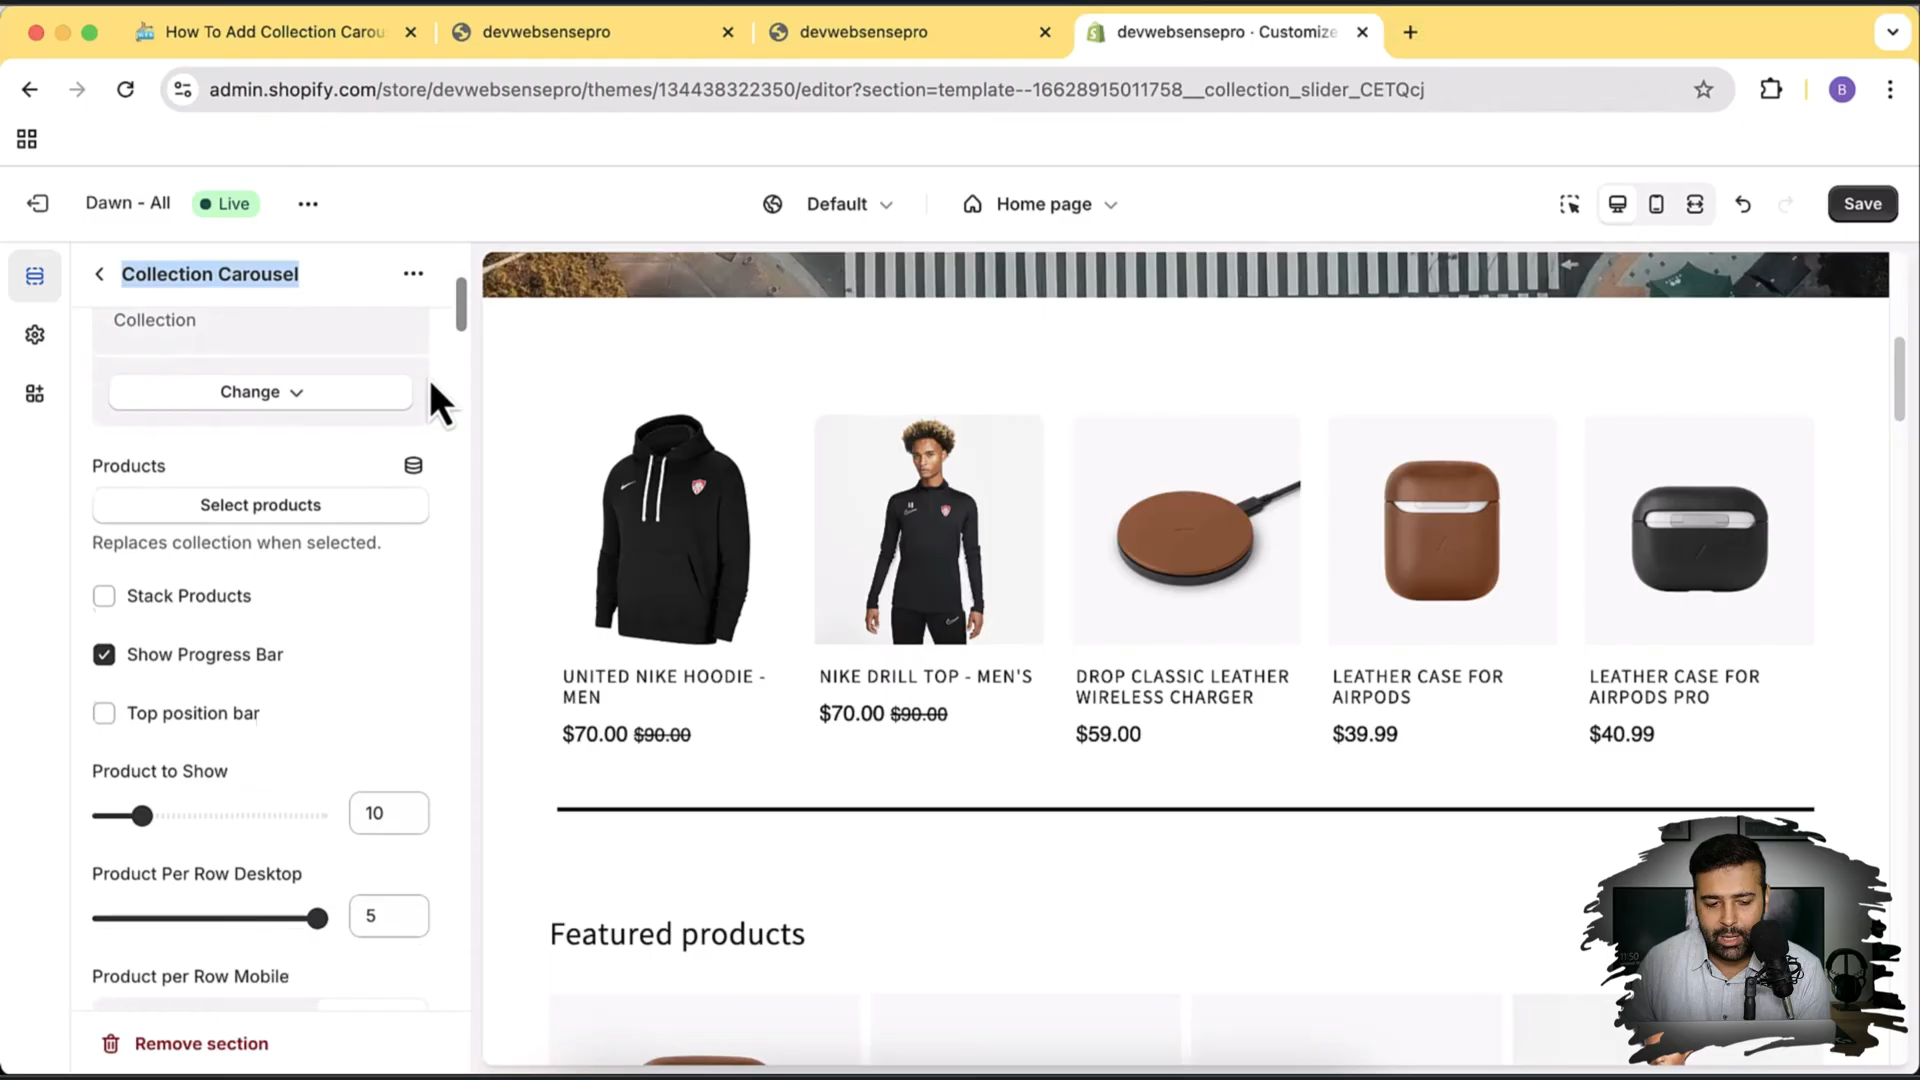 How To Add Collection Carou
devwebsensepro
devwebsensepro
devwebsensepro · Customize
admin.shopify.com/store/devwebsensepro/themes/134438322350/editor?section=template--16628915011758__collection_slider_CETQcj
B
Dawn - All
Live
Default
Home page
Save
Collection Carousel
Collection
Change
Products
Select products
Replaces collection when selected.
Stack Products
Show Progress Bar
Top position bar
Product to Show
10
Product Per Row Desktop
5
Product per Row Mobile
Remove section
UNITED NIKE HOODIE -
MEN
$70.00 $90.00
NIKE DRILL TOP - MEN'S
$70.00 $90.00
DROP CLASSIC LEATHER
WIRELESS CHARGER
$59.00
LEATHER CASE FOR
AIRPODS
$39.99
LEATHER CASE FOR
AIRPODS PRO
$40.99
Featured products
11:50